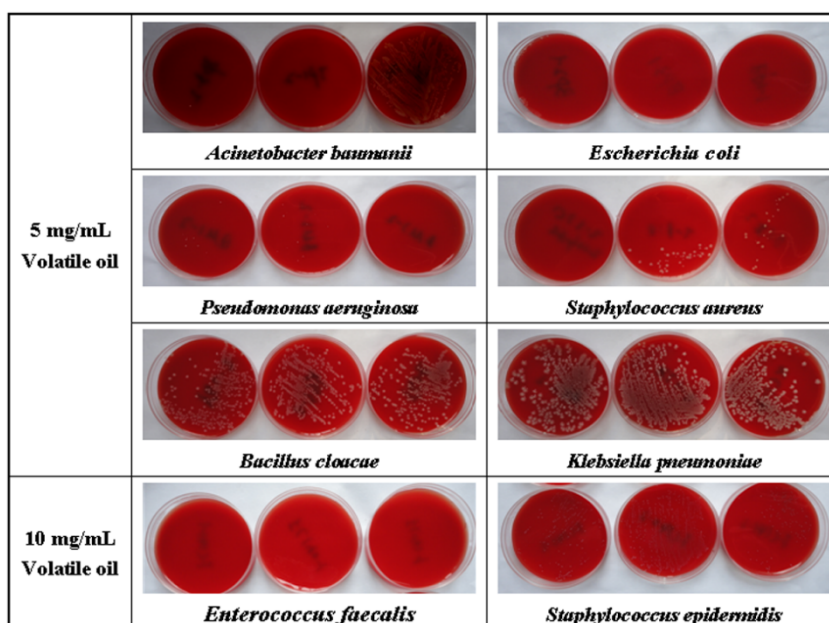 Acinetobacter baumanii
Escherichia coli
5 mg/mL
Volatile oil
Pseudomonas aeruginosa
Staphylococcus aureus
Bacillus cloacae
Klebsiella pneumoniae
10 mg/mL
Volatile oil
Enterococcus faecalis
Staphylococcus epidermidis